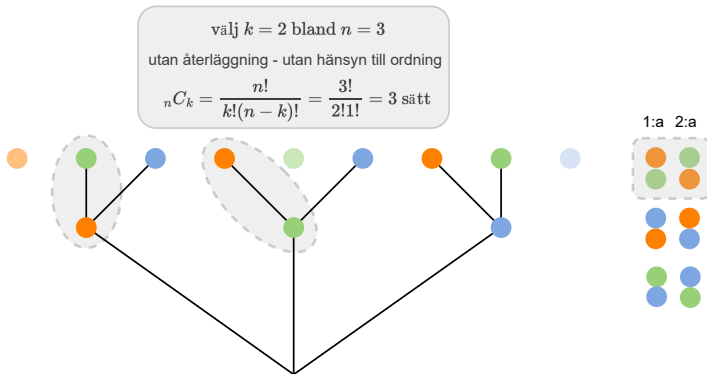 välj k = 2 bland n = 3
utan återläggning - utan hänsyn till ordning
ₙCₖ = n!/(k!(n − k)!) = 3!/(2!1!) = 3 sätt
1:a 2:a